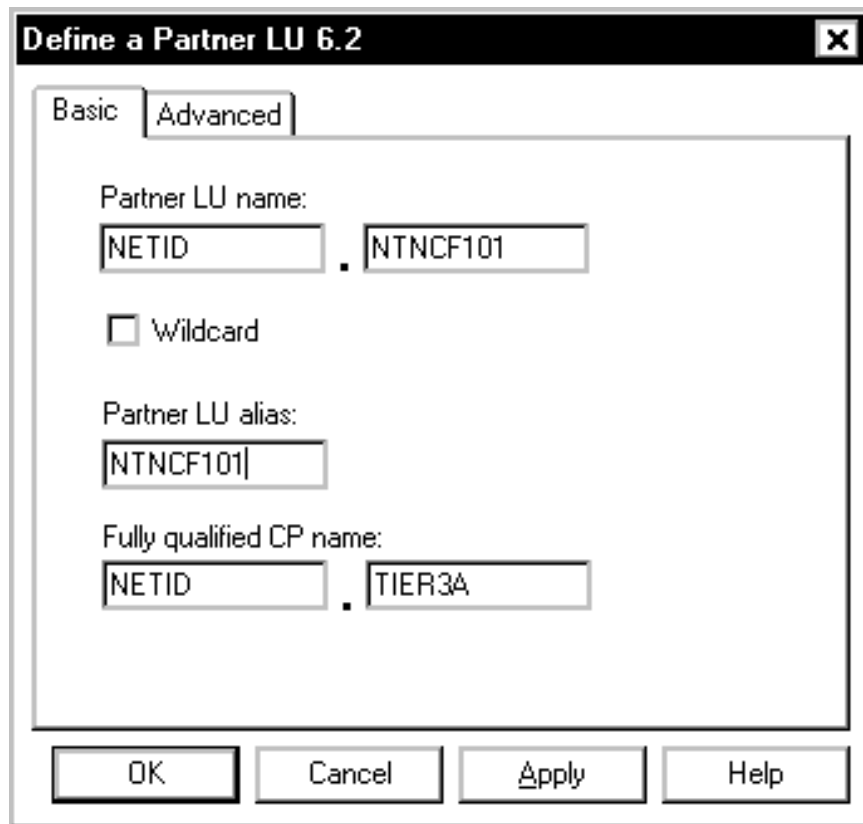 Define a Partner LU 6.2
Basic Advanced
Partner LU name:
NETID . NTNCF101
Wildcard
Partner LU alias:
NTNCF101
Fully qualified CP name:
NETID . TIER3A
OK Cancel Apply Help